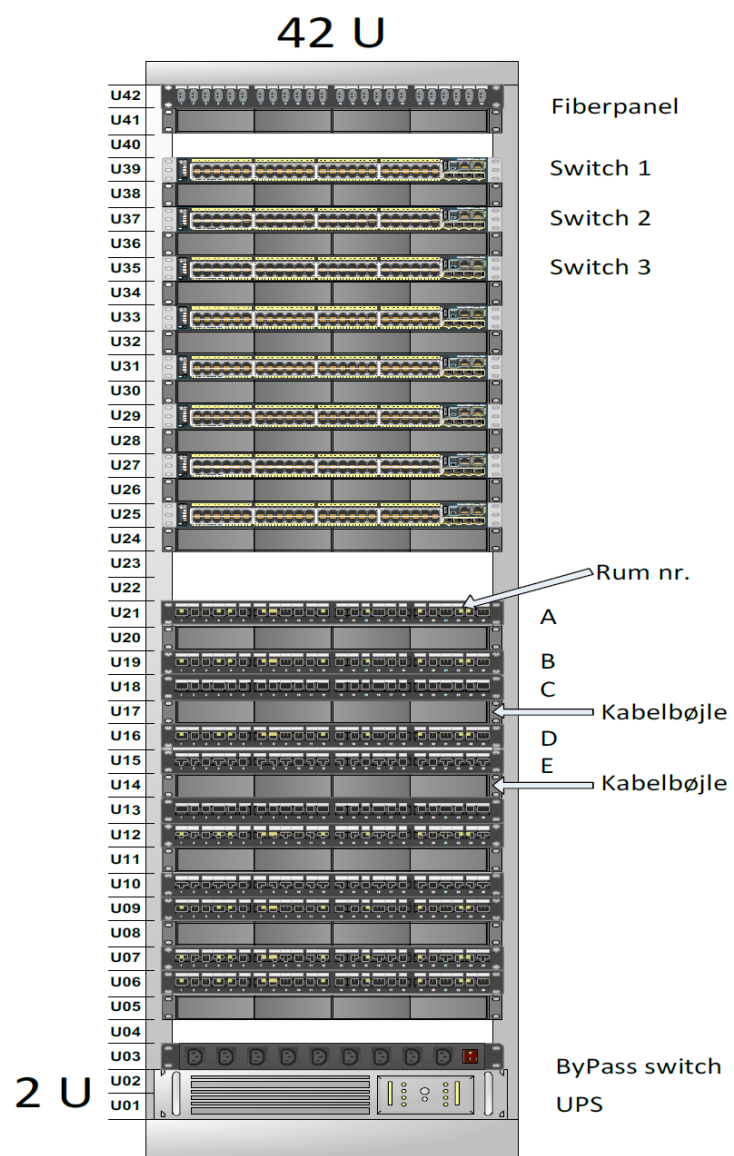 42 U
U42
Fiberpanel
U41
U40
U39
Switch 1
U38
U37
Switch 2
U36
U35
Switch 3
U34
U33
U32
U31
U30
U29
U28
U27
U26
U25
U24
U23
Rum nr.
U22
U21
A
U20
U19
B
U18
C
U17
Kabelbøjle
U16
D
U15
E
U14
Kabelbøjle
U13
U12
U11
U10
U09
U08
U07
U06
U05
U04
U03
ByPass switch
2 U
U02
U01
UPS